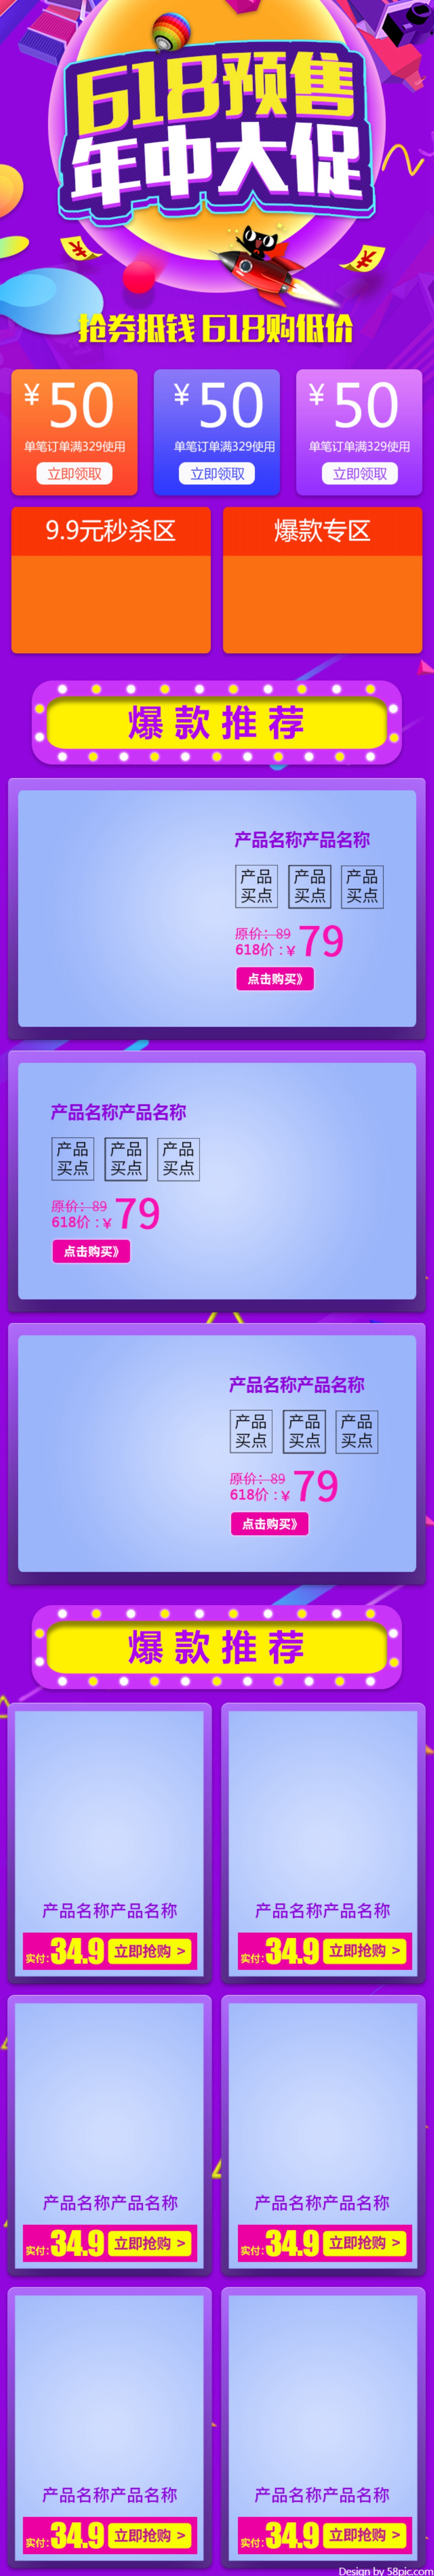 618预售
年中大促
¥
¥
抢券抵钱 618购低价
¥50
¥50
¥50
单笔订单满329使用
单笔订单满329使用
单笔订单满329使用
立即领取
立即领取
立即领取
9.9元秒杀区
爆款专区
爆款推荐
产品名称产品名称
产品
买点
产品
买点
产品
买点
原价：89
618价：¥79
点击购买》
产品名称产品名称
产品
买点
产品
买点
产品
买点
原价：89
618价：¥79
点击购买》
产品名称产品名称
产品
买点
产品
买点
产品
买点
原价：89
618价：¥79
点击购买》
爆款推荐
产品名称产品名称
实付：34.9 立即抢购 >
产品名称产品名称
实付：34.9 立即抢购 >
产品名称产品名称
实付：34.9 立即抢购 >
产品名称产品名称
实付：34.9 立即抢购 >
产品名称产品名称
实付：34.9 立即抢购 >
产品名称产品名称
实付：34.9 立即抢购 >
Design by 58pic.com